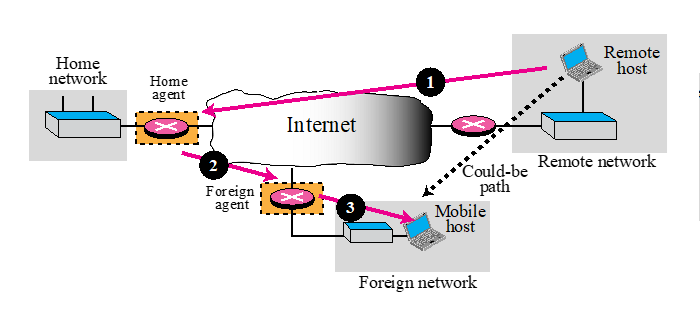 Home
network
Home
agent
1
Remote
host
Internet
2
Remote network
Could-be
path
Foreign
agent
3
Mobile
host
Foreign network